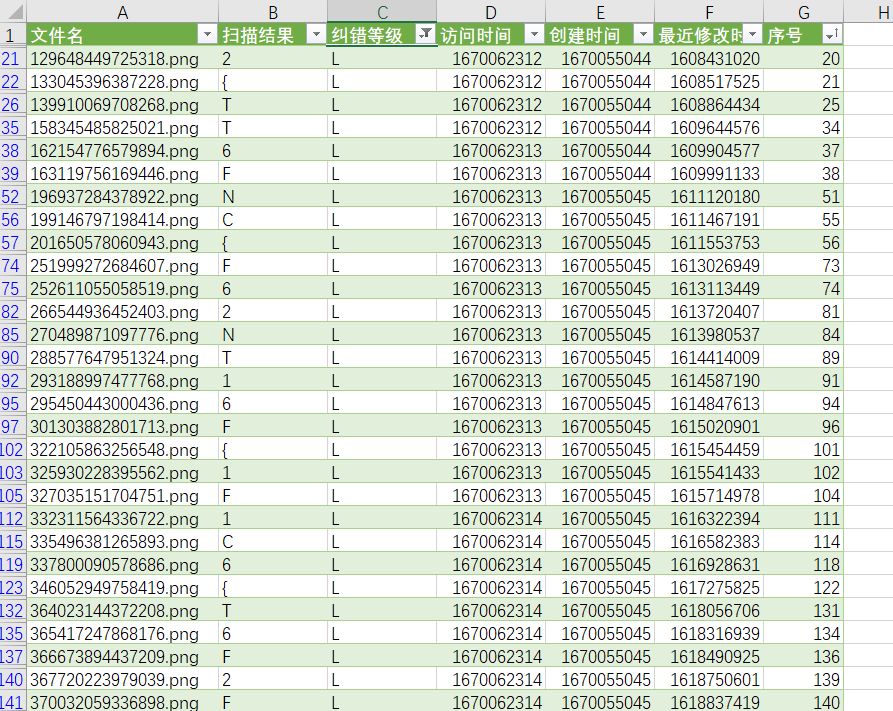 A B C D E F G H
1 文件名 扫描结果 纠错等级 访问时间 创建时间 最近修改时 序号
21 129648449725318.png 2 L 1670062312 1670055044 1608431020 20
22 133045396387228.png { L 1670062312 1670055044 1608517525 21
26 139910069708268.png T L 1670062312 1670055044 1608864434 25
35 158345485825021.png T L 1670062312 1670055044 1609644576 34
38 162154776579894.png 6 L 1670062313 1670055044 1609904577 37
39 163119756169446.png F L 1670062313 1670055044 1609991133 38
52 196937284378922.png N L 1670062313 1670055045 1611120180 51
56 199146797198414.png C L 1670062313 1670055045 1611467191 55
57 201650578060943.png { L 1670062313 1670055045 1611553753 56
74 251999272684607.png F L 1670062313 1670055045 1613026949 73
75 252611055058519.png 6 L 1670062313 1670055045 1613113449 74
82 266544936452403.png 2 L 1670062313 1670055045 1613720407 81
85 270489871097776.png N L 1670062313 1670055045 1613980537 84
90 288577647951324.png T L 1670062313 1670055045 1614414009 89
92 293188997477768.png 1 L 1670062313 1670055045 1614587190 91
95 295450443000436.png 6 L 1670062313 1670055045 1614847613 94
97 301303882801713.png F L 1670062313 1670055045 1615020901 96
102 322105863256548.png { L 1670062313 1670055045 1615454459 101
103 325930228395562.png 1 L 1670062313 1670055045 1615541433 102
105 327035151704751.png F L 1670062313 1670055045 1615714978 104
112 332311564336722.png 1 L 1670062314 1670055045 1616322394 111
115 335496381265893.png C L 1670062314 1670055045 1616582383 114
119 337800090578686.png 6 L 1670062314 1670055045 1616928631 118
123 346052949758419.png { L 1670062314 1670055045 1617275825 122
132 364023144372208.png T L 1670062314 1670055045 1618056706 131
135 365417247868176.png 6 L 1670062314 1670055045 1618316939 134
137 366673894437209.png F L 1670062314 1670055045 1618490925 136
140 367720223979039.png 2 L 1670062314 1670055045 1618750601 139
141 370032059336898.png F L 1670062314 1670055045 1618837419 140